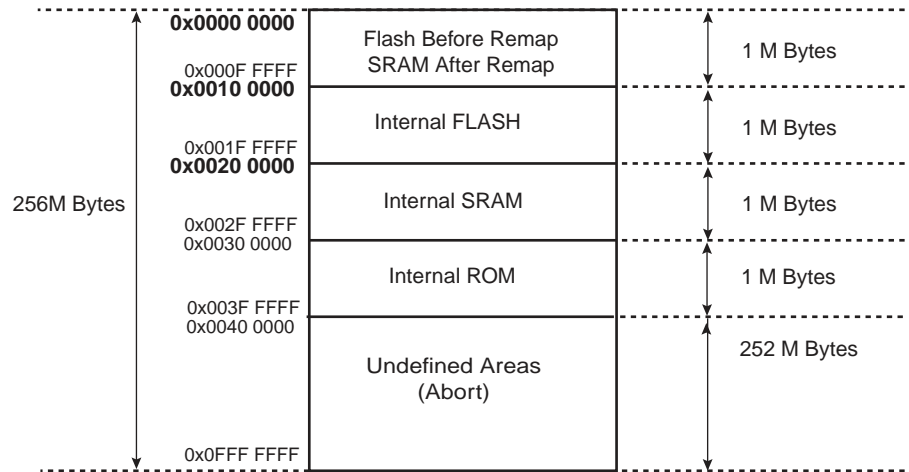 0x0000 0000
Flash Before Remap
SRAM After Remap
1 M Bytes
0x000F FFFF
0x0010 0000
Internal FLASH
1 M Bytes
0x001F FFFF
0x0020 0000
256M Bytes
Internal SRAM
1 M Bytes
0x002F FFFF
0x0030 0000
Internal ROM
1 M Bytes
0x003F FFFF
0x0040 0000
252 M Bytes
Undefined Areas
(Abort)
0x0FFF FFFF